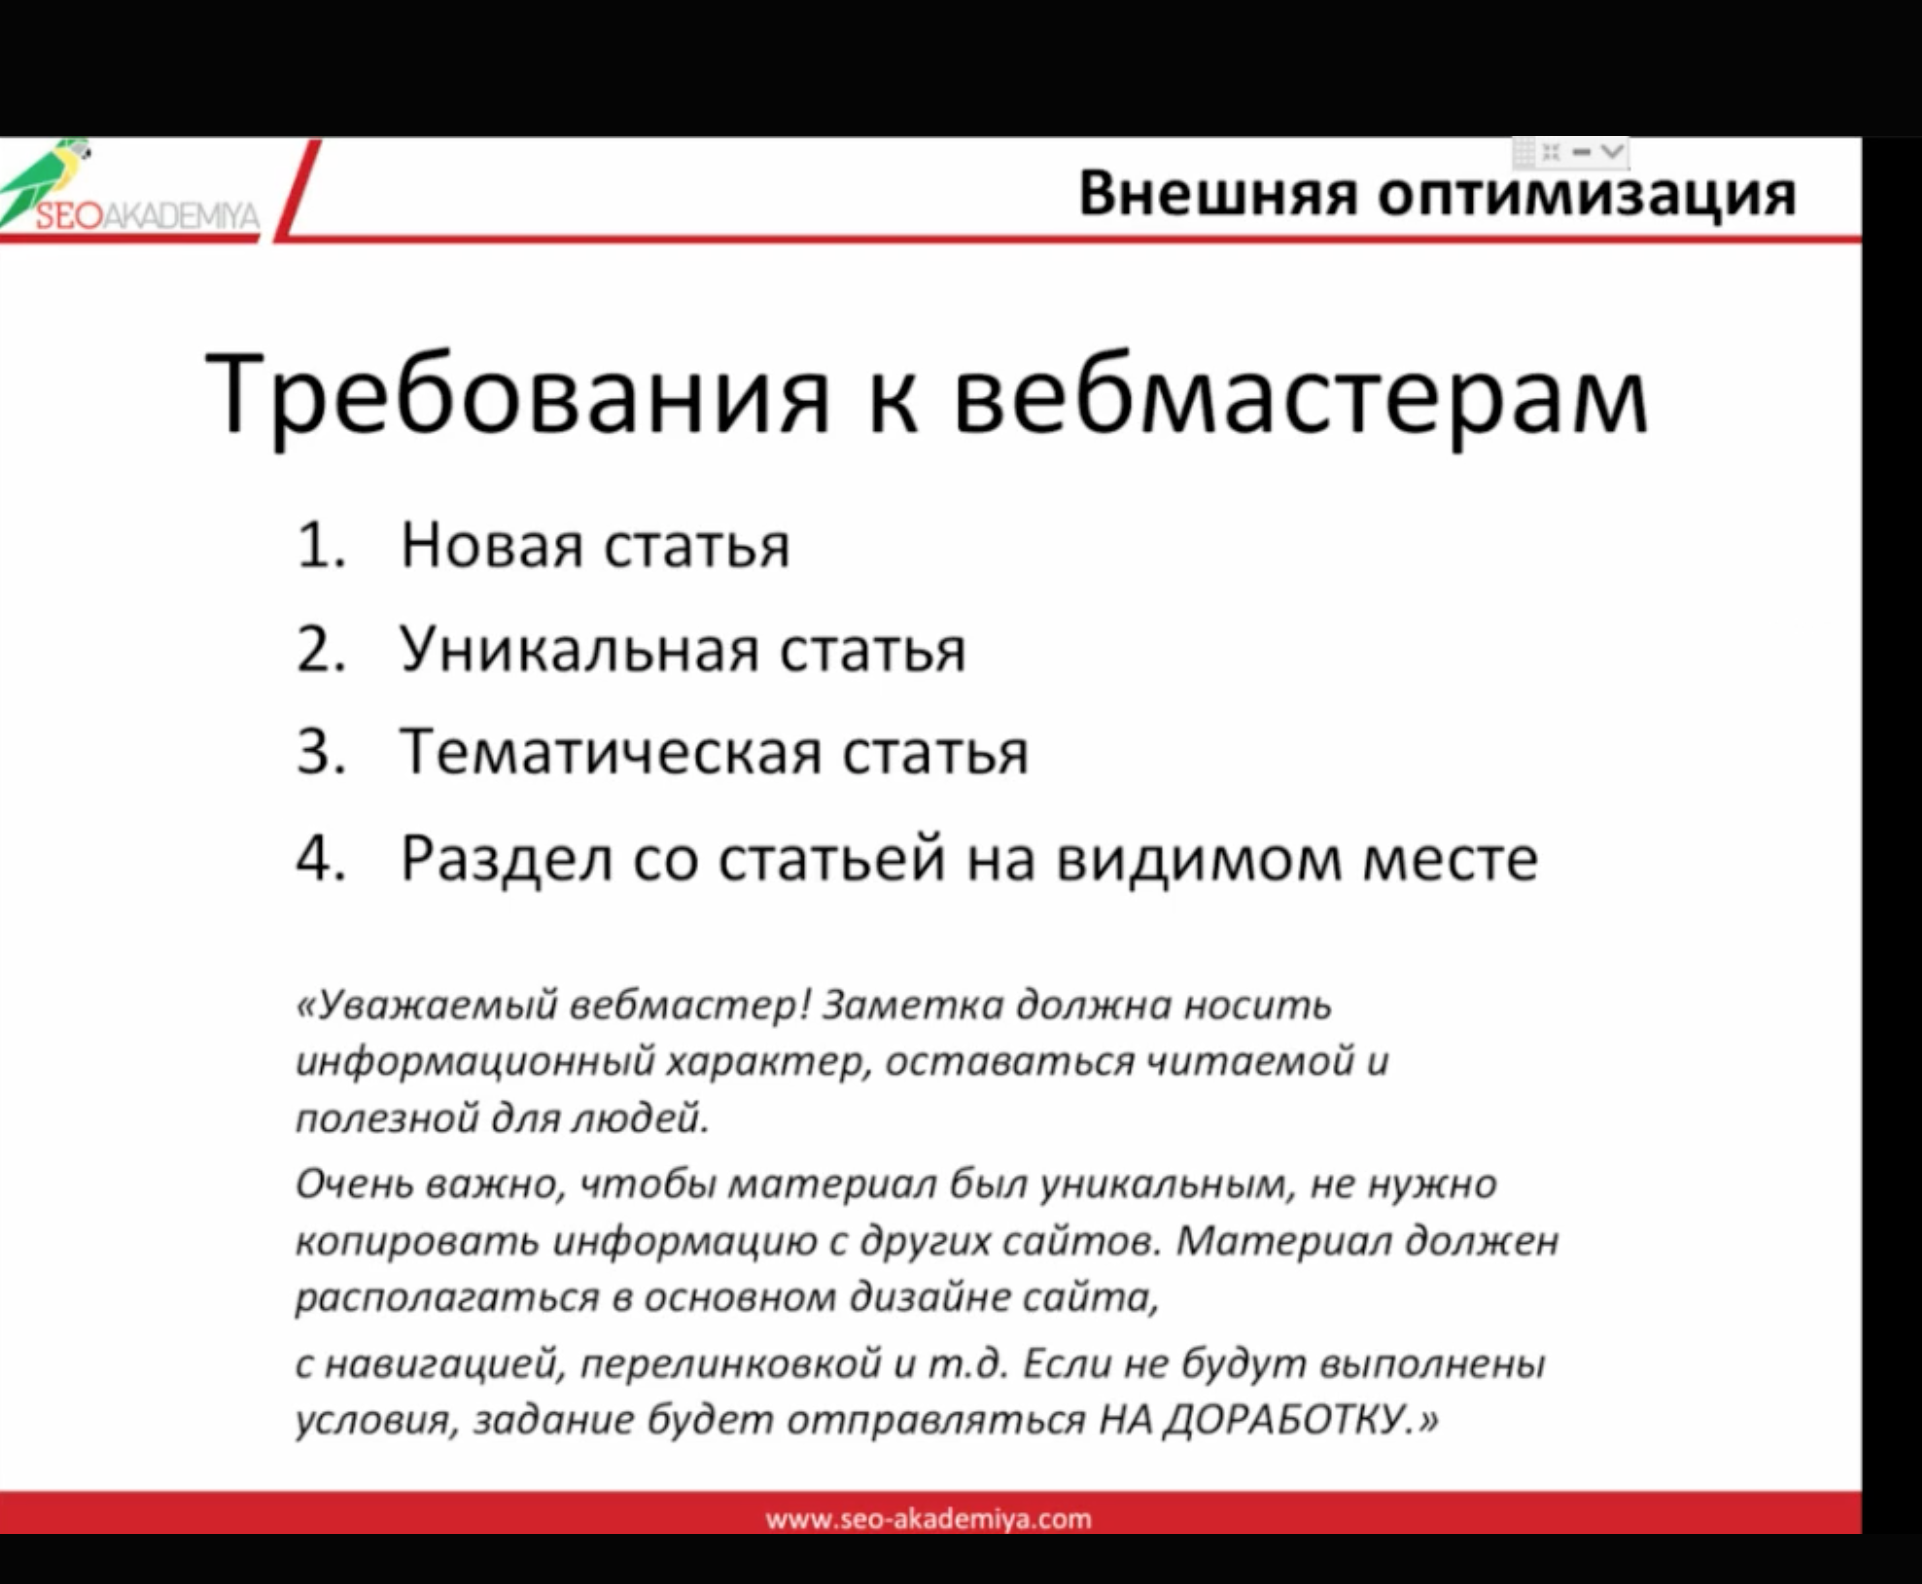 SEOAKADEMIYA
Внешняя оптимизация
Требования к вебмастерам
1. Новая статья
2. Уникальная статья
3. Тематическая статья
4. Раздел со статьей на видимом месте
«Уважаемый вебмастер! Заметка должна носить
информационный характер, оставаться читаемой и
полезной для людей.
Очень важно, чтобы материал был уникальным, не нужно
копировать информацию с других сайтов. Материал должен
располагаться в основном дизайне сайта,
с навигацией, перелинковкой и т.д. Если не будут выполнены
условия, задание будет отправляться НА ДОРАБОТКУ.»
www.seo-akademiya.com